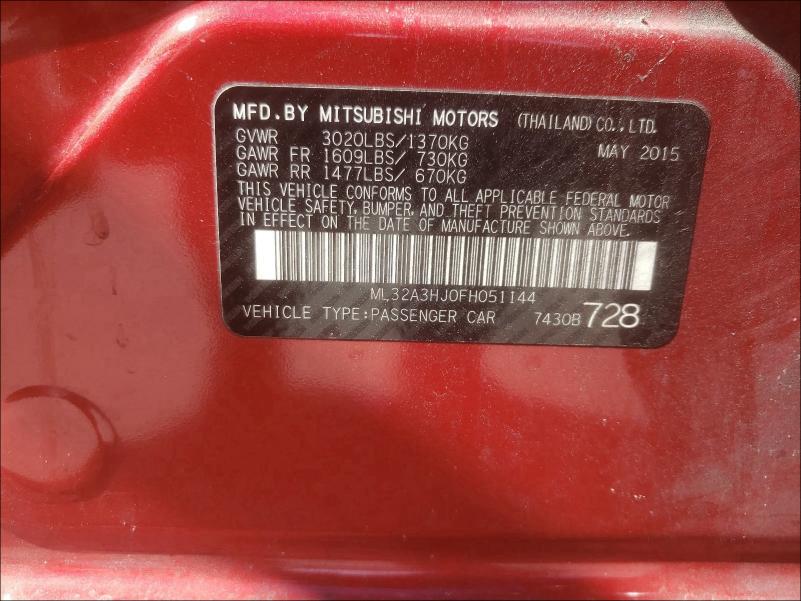 MFD.BY MITSUBISHI MOTORS (THAILAND)CO.,LTD.
GVWR 3020LBS/1370KG MAY 2015
GAWR FR 1609LBS/ 730KG
GAWR RR 1477LBS/ 670KG
THIS VEHICLE CONFORMS TO ALL APPLICABLE FEDERAL MOTOR
VEHICLE SAFETY, BUMPER, AND THEFT PREVENTION STANDARDS
IN EFFECT ON THE DATE OF MANUFACTURE SHOWN ABOVE.
ML32A3HJ0FH051144
VEHICLE TYPE:PASSENGER CAR 7430B 728